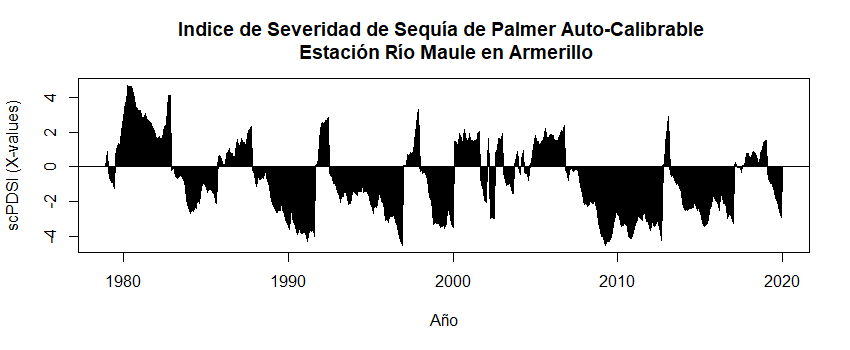 Indice de Severidad de Sequía de Palmer Auto-Calibrable
Estación Río Maule en Armerillo
scPDSI (X-values)
4
2
0
-2
-4
1980 1990 2000 2010 2020
Año